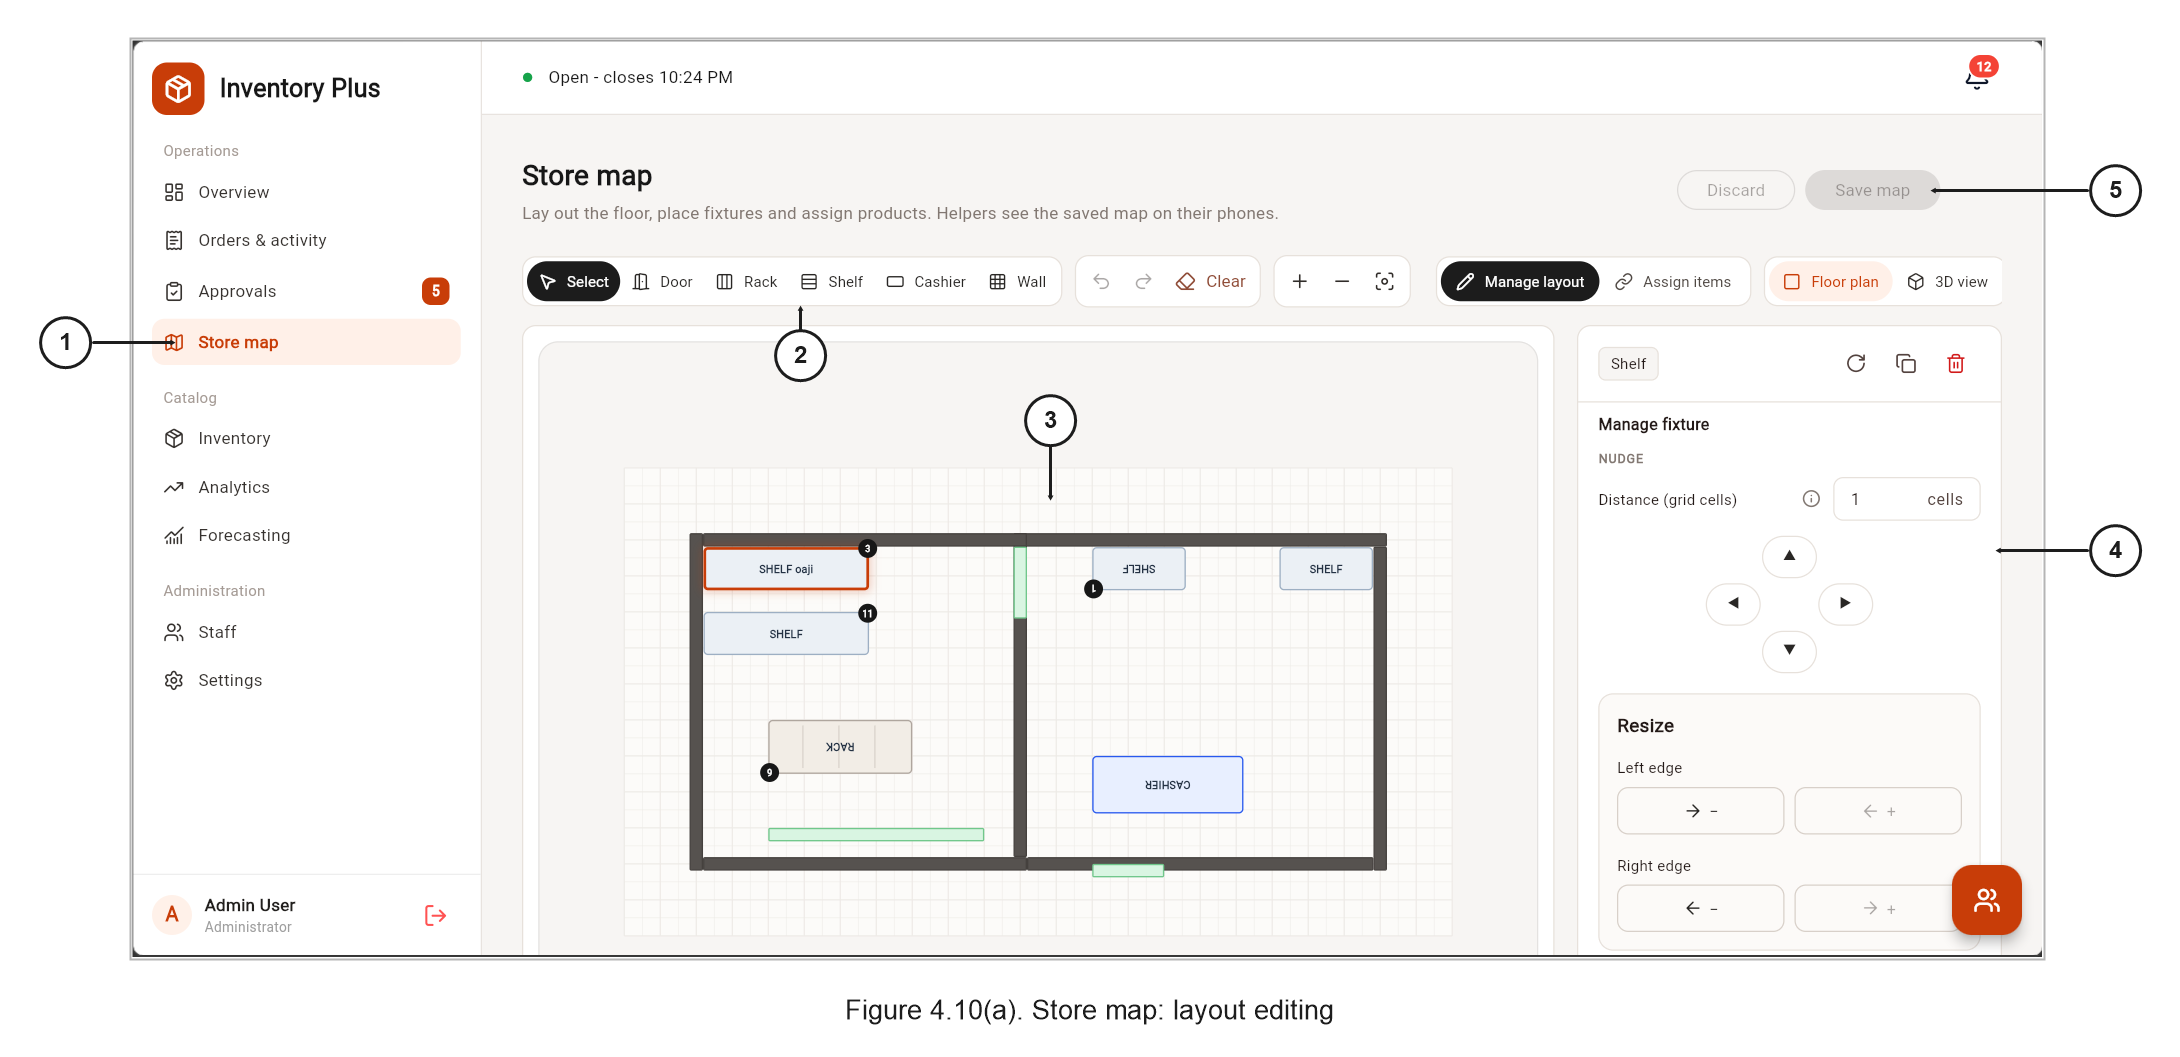 Inventory Plus
Open - closes 10:24 PM
12
Operations
Overview
Orders & activity
Approvals
5
Store map
Catalog
Inventory
Analytics
Forecasting
Administration
Staff
Settings
A
Admin User
Administrator
Store map
Lay out the floor, place fixtures and assign products. Helpers see the saved map on their phones.
Discard
Save map
Select
Door
Rack
Shelf
Cashier
Wall
Clear
Manage layout
Assign items
Floor plan
3D view
SHELF oaji
3
SHELF
11
SHELF
1
SHELF
RACK
9
CASHIER
Shelf
Manage fixture
NUDGE
Distance (grid cells)
1
cells
Resize
Left edge
→ −
← +
Right edge
← −
→ +
1
2
3
4
5
Figure 4.10(a). Store map: layout editing